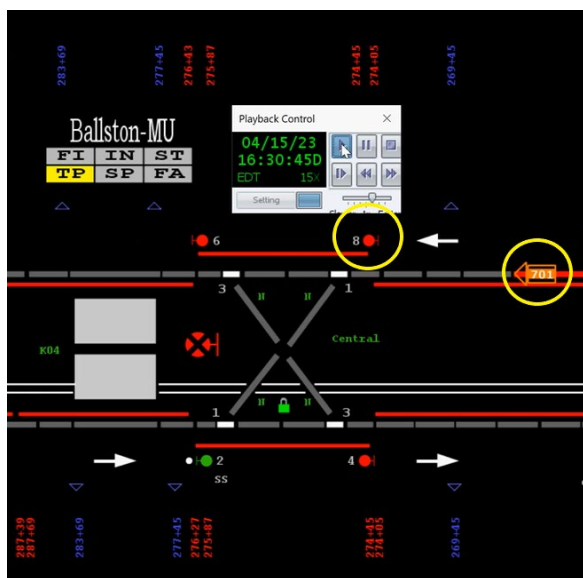 283+69
277+45
276+43
275+87
274+45
274+05
269+45
Ballston-MU
FI IN ST
TP SP FA
Playback Control
04/15/23
16:30:45D
EDT 15X
Setting
6
8
701
3
1
N
N
K04
Central
N
N
1
3
2
4
SS
287+39
287+69
283+69
277+45
276+27
275+87
274+45
274+05
269+45